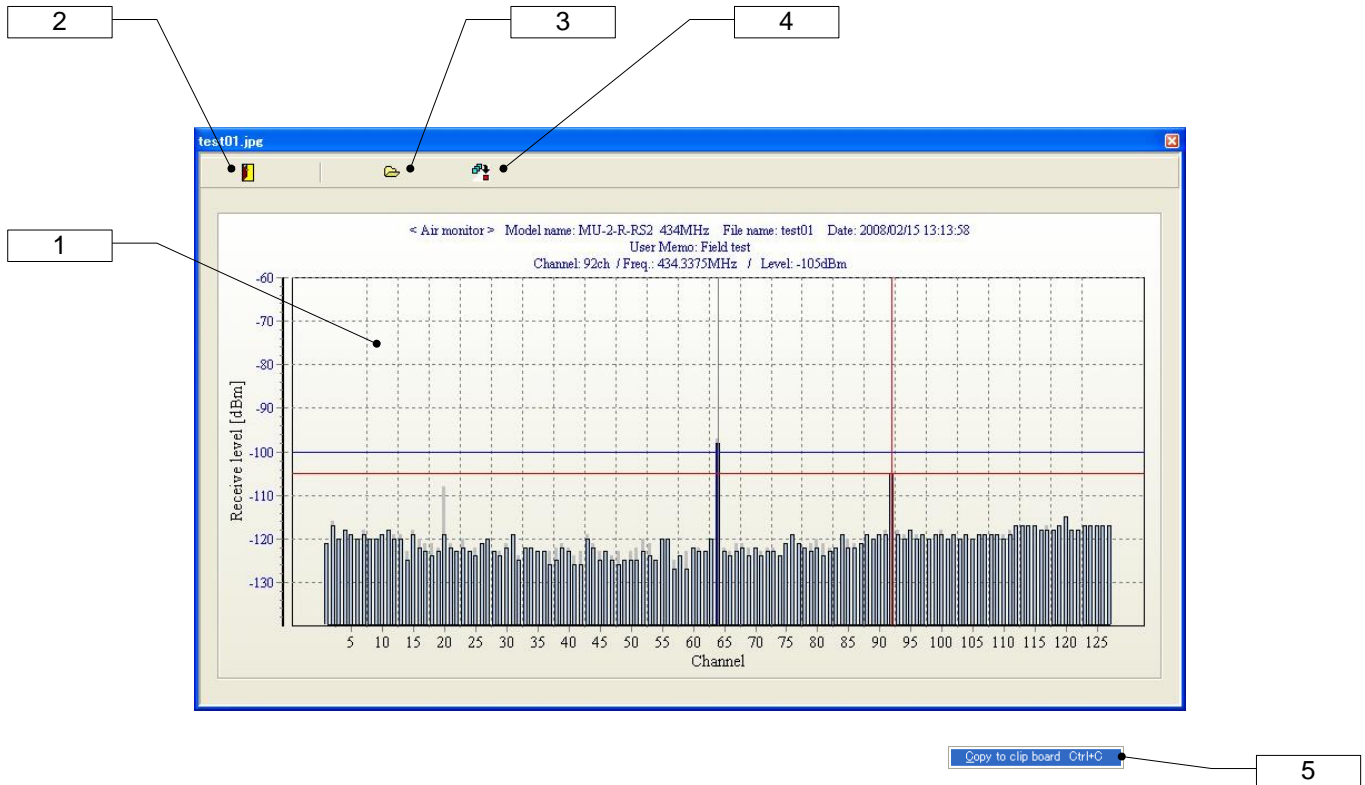 2
3
4
test01.jpg
1
< Air monitor > Model name: MU-2-R-RS2 434MHz File name: test01 Date: 2008/02/15 13:13:58
User Memo: Field test
Channel: 92ch / Freq.: 434.3375MHz / Level: -105dBm
-60
-70
-80
-90
-100
-110
-120
-130
Receive level [dBm]
5 10 15 20 25 30 35 40 45 50 55 60 65 70 75 80 85 90 95 100 105 110 115 120 125
Channel
Copy to clip board Ctrl+C
5